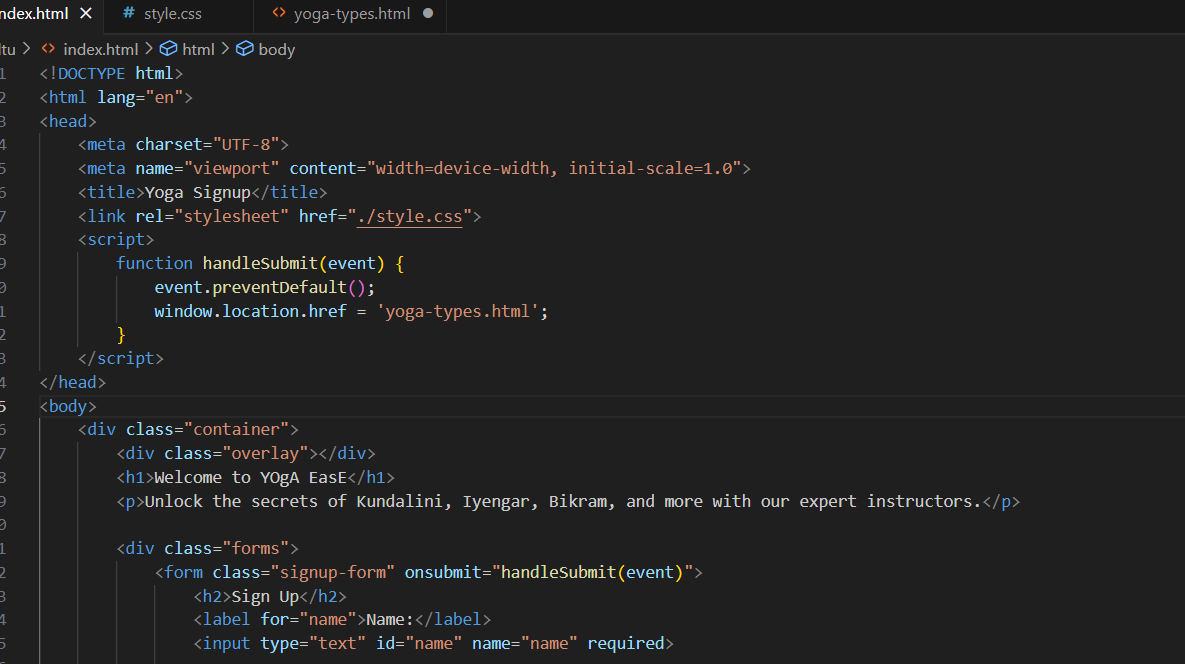 ndex.html × # style.css <> yoga-types.html ●
ltu > <> index.html > html > body
1 <!DOCTYPE html>
2 <html lang="en">
3 <head>
4     <meta charset="UTF-8">
5     <meta name="viewport" content="width=device-width, initial-scale=1.0">
6     <title>Yoga Signup</title>
7     <link rel="stylesheet" href="./style.css">
8     <script>
9         function handleSubmit(event) {
0             event.preventDefault();
1             window.location.href = 'yoga-types.html';
2         }
3     </script>
4 </head>
5 <body>
6     <div class="container">
7         <div class="overlay"></div>
8         <h1>Welcome to YOgA EasE</h1>
9         <p>Unlock the secrets of Kundalini, Iyengar, Bikram, and more with our expert instructors.</p>
0
1         <div class="forms">
2             <form class="signup-form" onsubmit="handleSubmit(event)">
3                 <h2>Sign Up</h2>
4                 <label for="name">Name:</label>
5                 <input type="text" id="name" name="name" required>